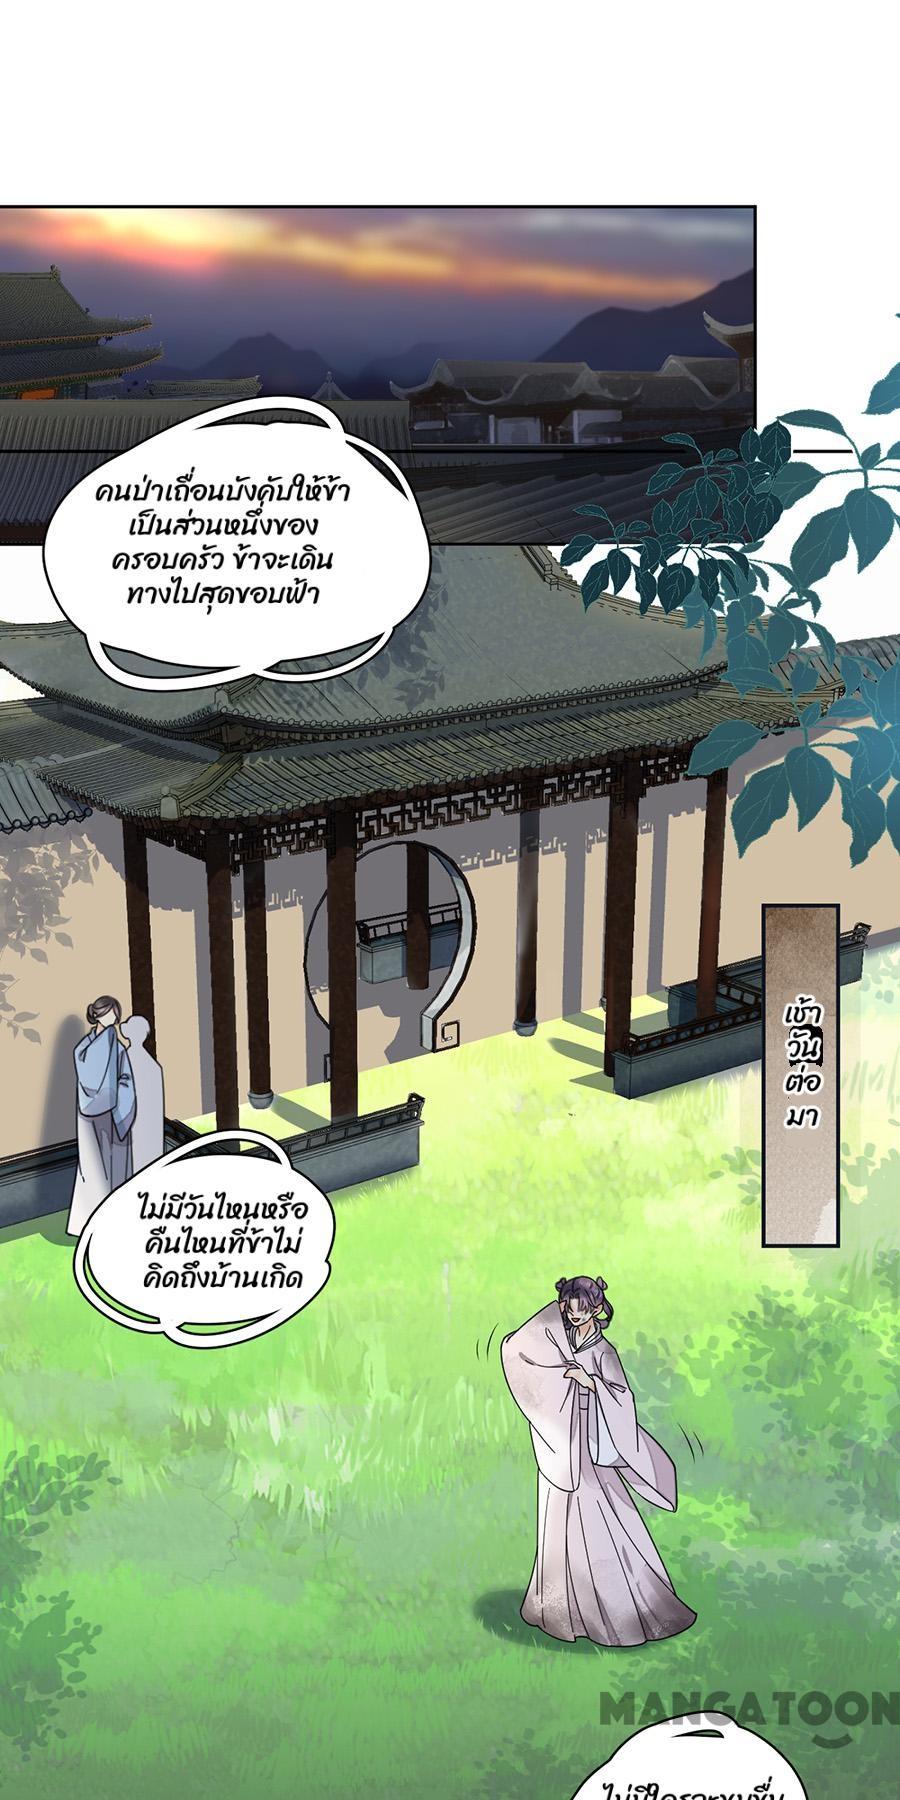 คนป่าเถื่อนบังคับให้ข้า
เป็นส่วนหนึ่งของ
ครอบครัว ข้าจะเดิน
ทางไปสุดขอบฟ้า
เช้า
วัน
ต่อ
มา
ไม่มีวันไหนหรือ
คืนไหนที่ข้าไม่
คิดถึงบ้านเกิด
MANGATOON